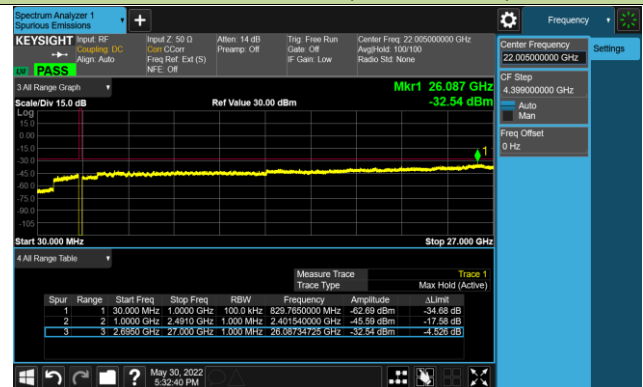 Spectrum Analyzer 1
Spurious Emissions
Frequency
KEYSIGHT
Input: RF
Coupling: DC
Align: Auto
Input Z: 50 Ω
Corr CCorr
Freq Ref: Ext (S)
NFE: Off
Atten: 14 dB
Preamp: Off
Trig: Free Run
Gate: Off
IF Gain: Low
Center Freq: 22.005000000 GHz
Avg|Hold: 100/100
Radio Std: None
PASS
Center Frequency
22.005000000 GHz
Settings
CF Step
4.399000000 GHz
Auto
Man
Freq Offset
0 Hz
3 All Range Graph
Mkr1 26.087 GHz
Scale/Div 15.0 dB
Ref Value 30.00 dBm
-32.54 dBm
Log
15.0
0.00
-15.0
-30.0
-45.0
-60.0
-75.0
-90.0
-105
1
Start 30.000 MHz
Stop 27.000 GHz
4 All Range Table
Measure Trace Trace 1
Trace Type Max Hold (Active)
Spur Range Start Freq Stop Freq RBW Frequency Amplitude ΔLimit
1 1 30.000 MHz 1.0000 GHz 100.0 kHz 829.7650000 MHz -62.69 dBm -34.68 dB
2 2 1.0000 GHz 2.4910 GHz 1.000 MHz 2.401540000 GHz -45.59 dBm -17.58 dB
3 3 2.6950 GHz 27.000 GHz 1.000 MHz 26.08734725 GHz -32.54 dBm -4.526 dB
May 30, 2022
5:32:40 PM